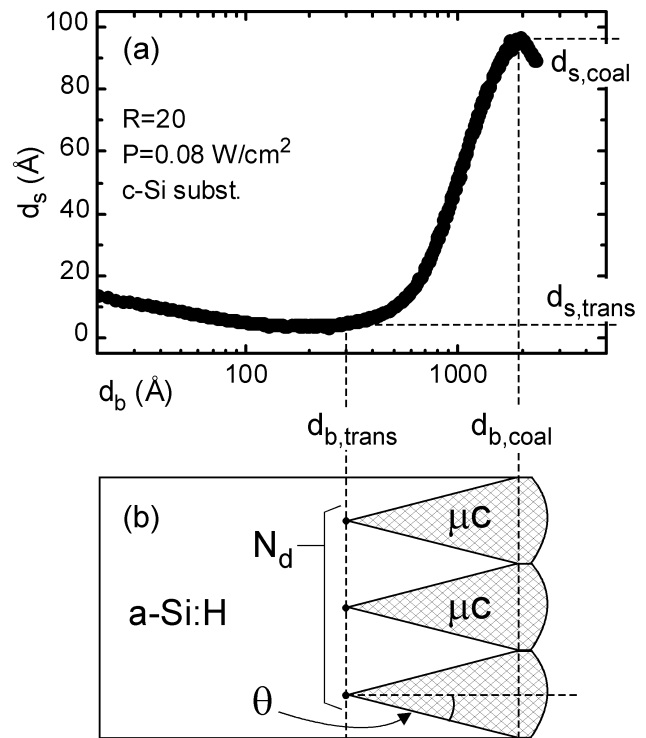 100
80
60
40
20
0
d_s (Å)
(a)
R=20
P=0.08 W/cm²
c-Si subst.
d_s,coal
d_s,trans
100
1000
d_b (Å)
d_b,trans
d_b,coal
(b)
N_d
a-Si:H
μc
μc
θ